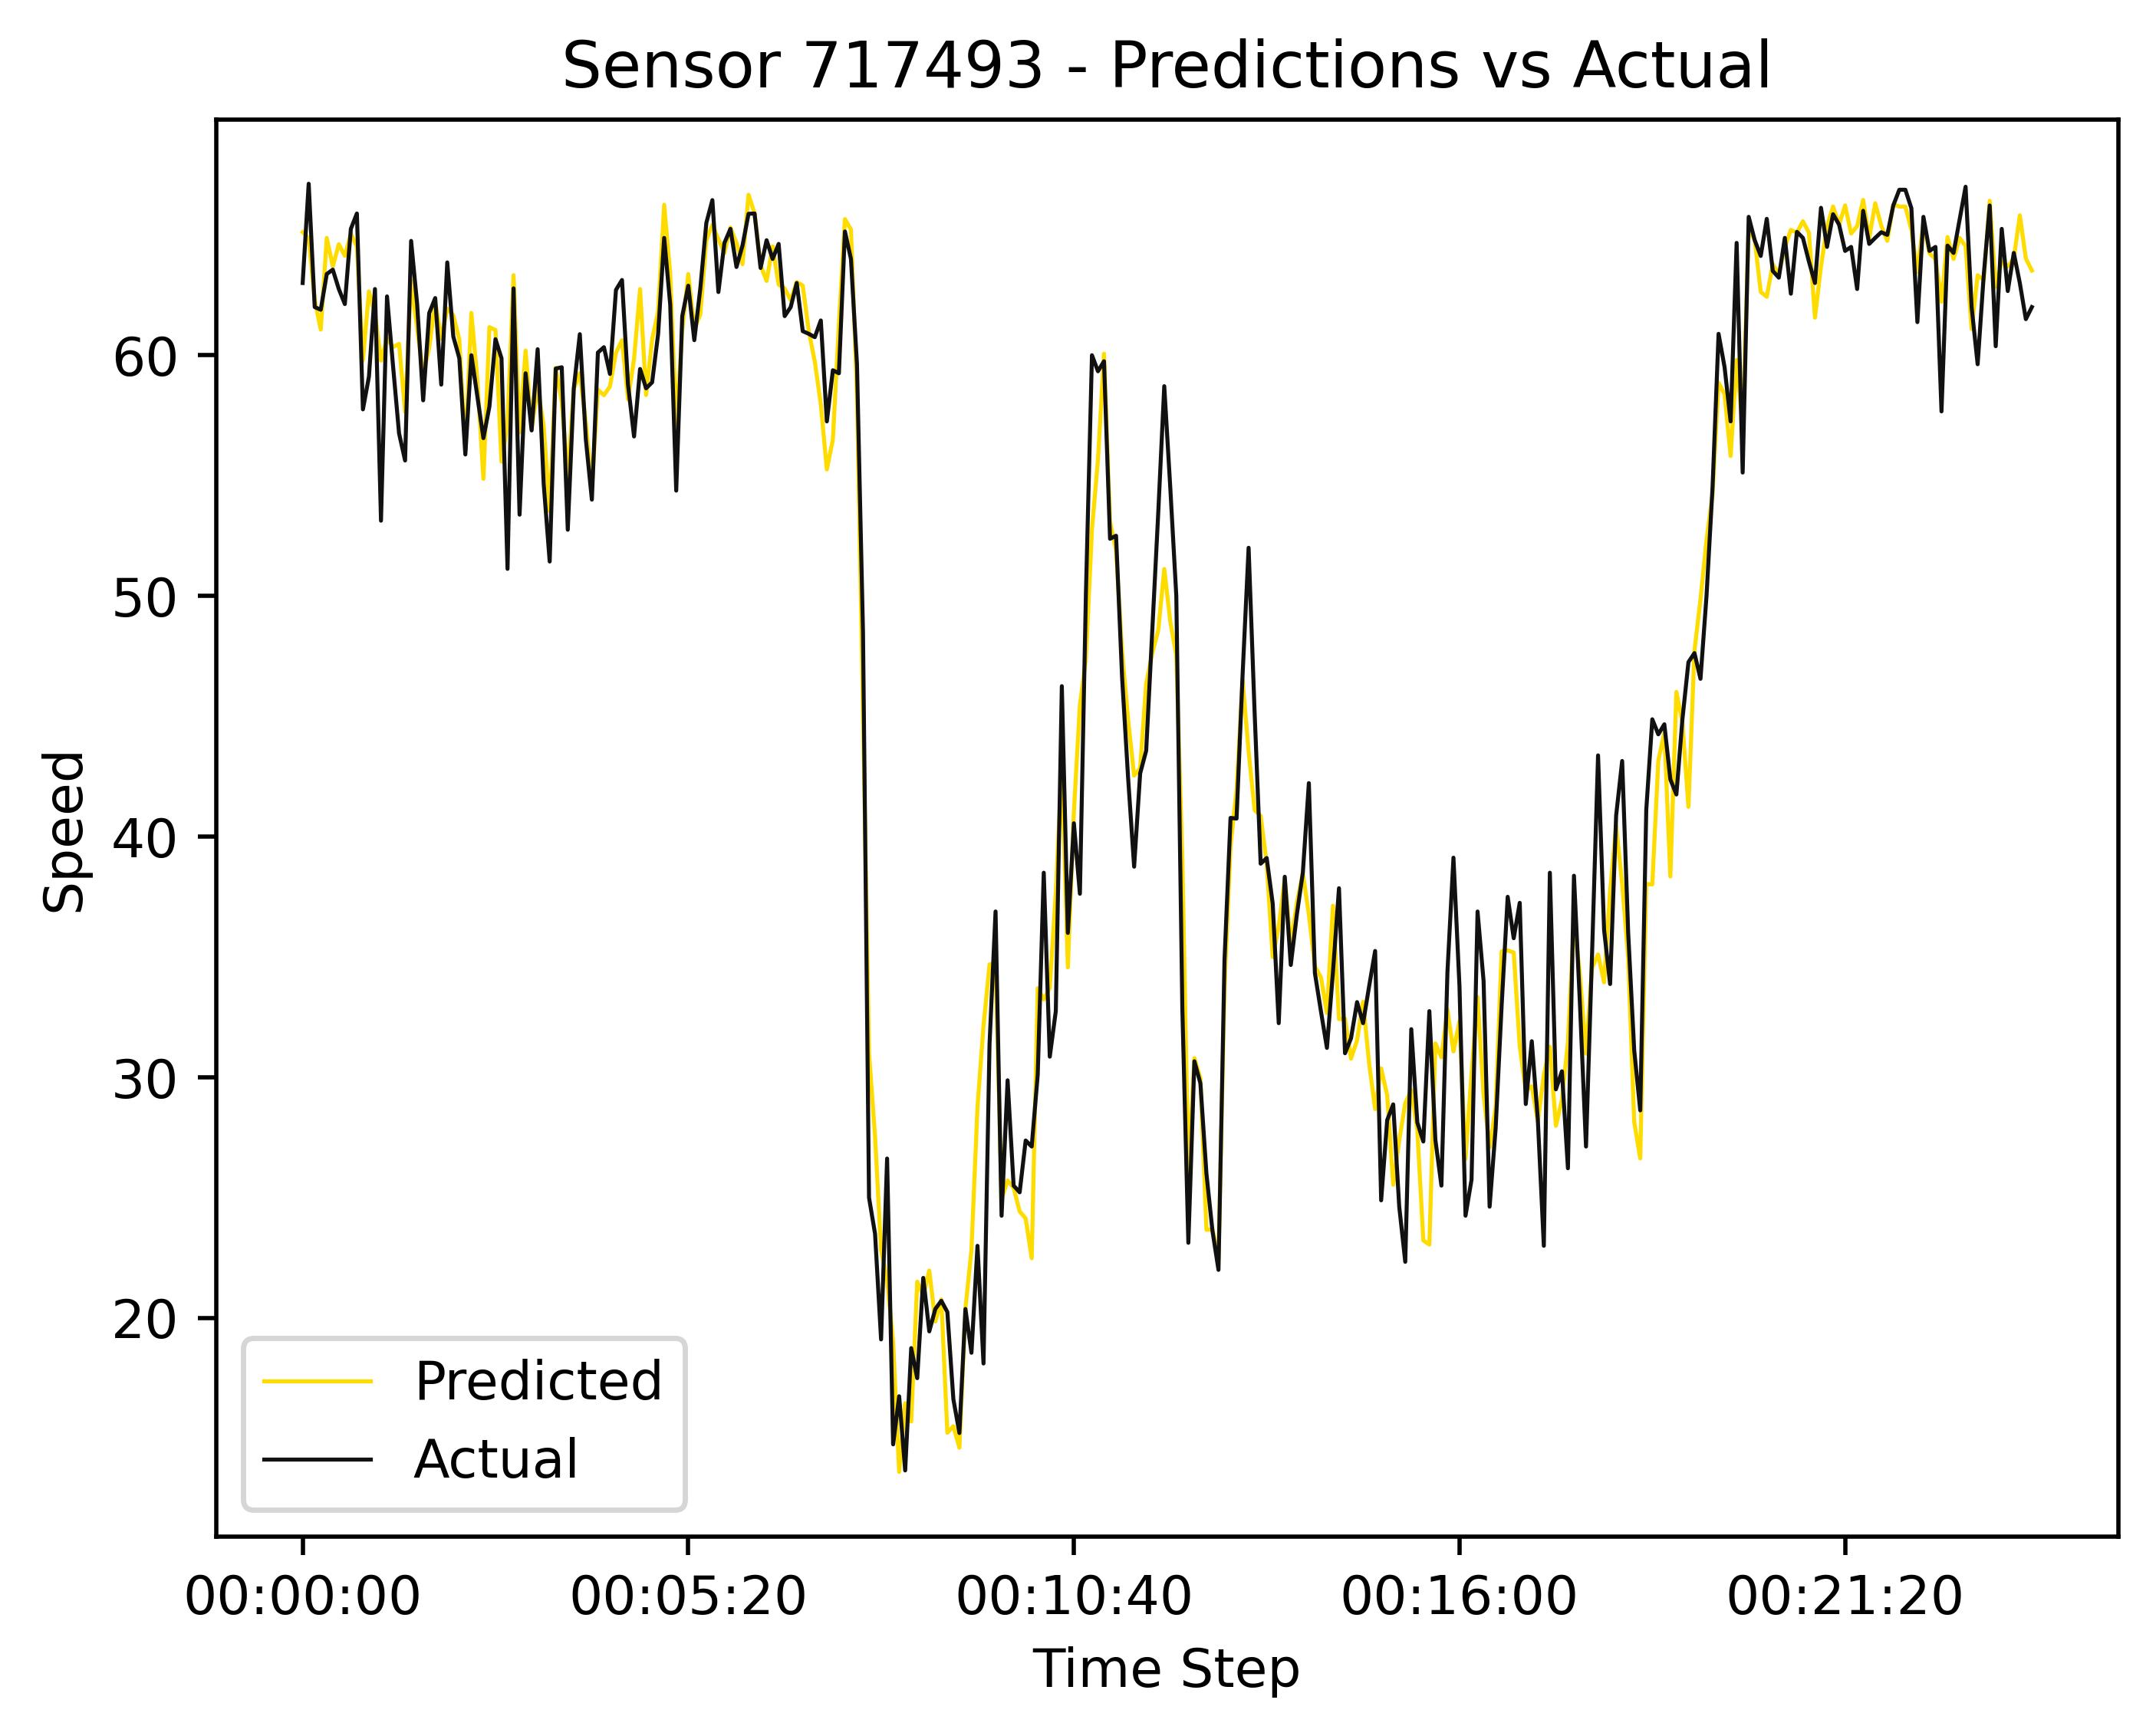 Sensor 717493 - Predictions vs Actual
Speed
60
50
40
30
20
Predicted
Actual
00:00:00 00:05:20 00:10:40 00:16:00 00:21:20
Time Step